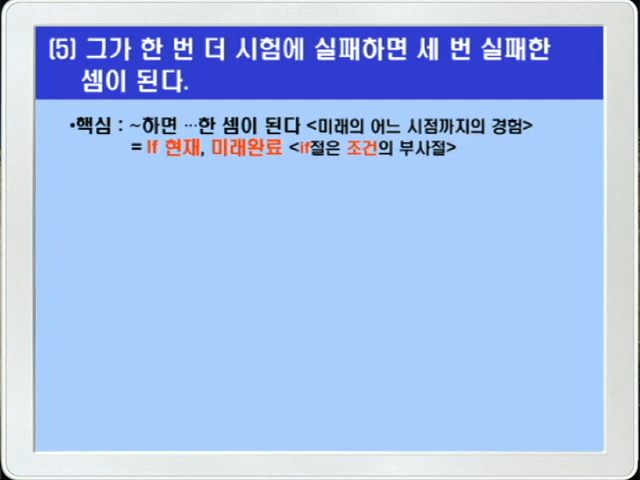 (5) 그가 한 번 더 시험에 실패하면 세 번 실패한
셈이 된다.
•핵심 : ~하면 …한 셈이 된다 <미래의 어느 시점까지의 경험>
= If 현재, 미래완료 <if절은 조건의 부사절>